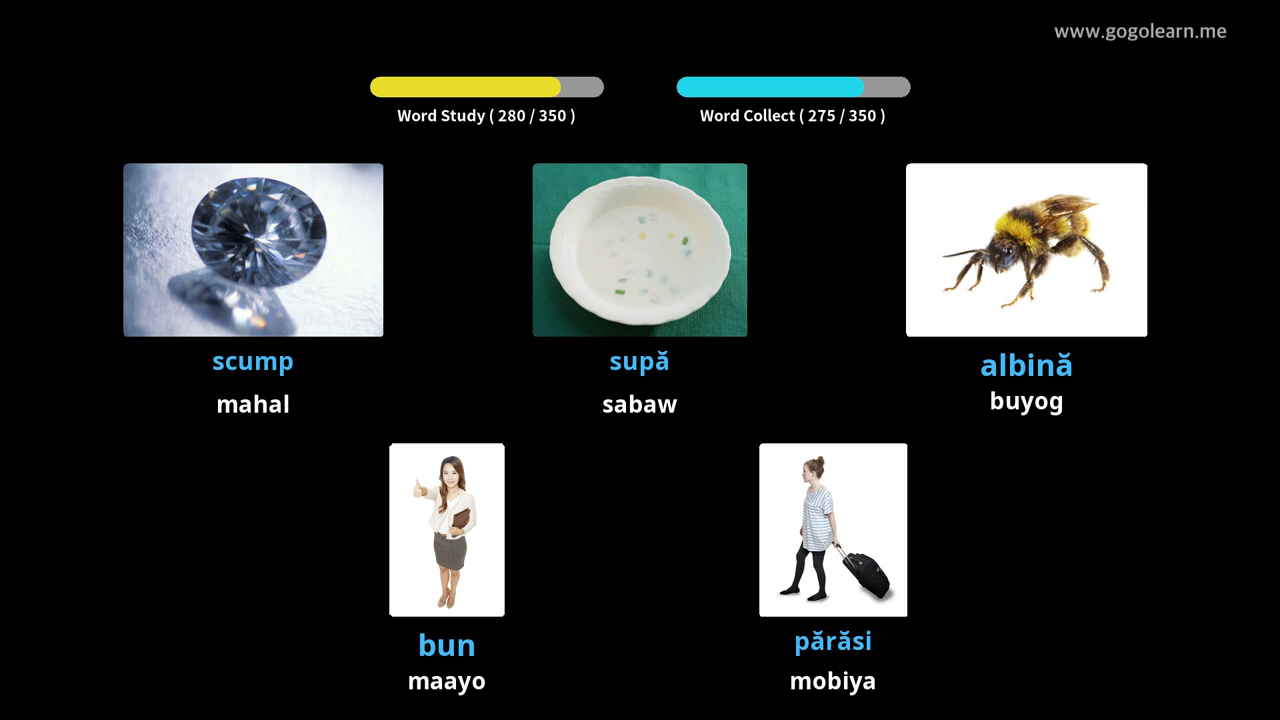 www.gogolearn.me
Word Study ( 280 / 350 )
Word Collect ( 275 / 350 )
scump
mahal
supă
sabaw
albină
buyog
bun
maayo
părăsi
mobiya